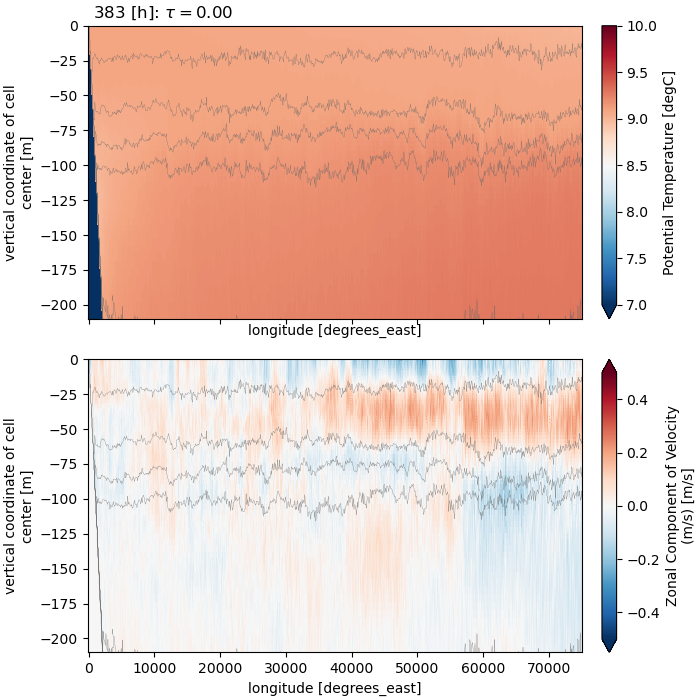 383 [h]: τ = 0.00
0
−25
−50
−75
−100
−125
−150
−175
−200
vertical coordinate of cell
center [m]
longitude [degrees_east]
10.0
9.5
9.0
8.5
8.0
7.5
7.0
Potential Temperature [degC]
0
−25
−50
−75
−100
−125
−150
−175
−200
vertical coordinate of cell
center [m]
0 10000 20000 30000 40000 50000 60000 70000
longitude [degrees_east]
0.4
0.2
0.0
−0.2
−0.4
Zonal Component of Velocity
(m/s) [m/s]